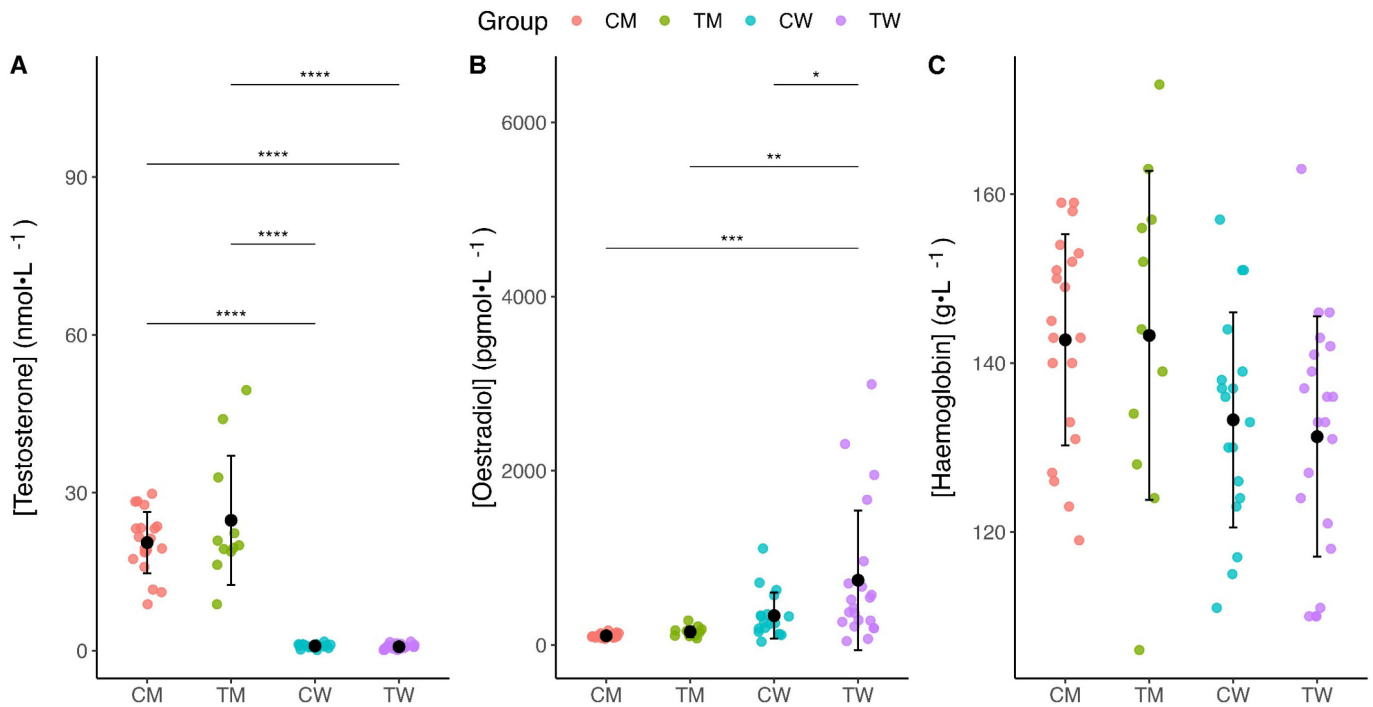 Group CM TM CW TW
A
[Testosterone] (nmol•L -1)
90
60
30
0
****
****
****
****
CM TM CW TW
B
[Oestradiol] (pgmol•L -1)
6000
4000
2000
0
*
**
***
CM TM CW TW
C
[Haemoglobin] (g•L -1)
160
140
120
CM TM CW TW